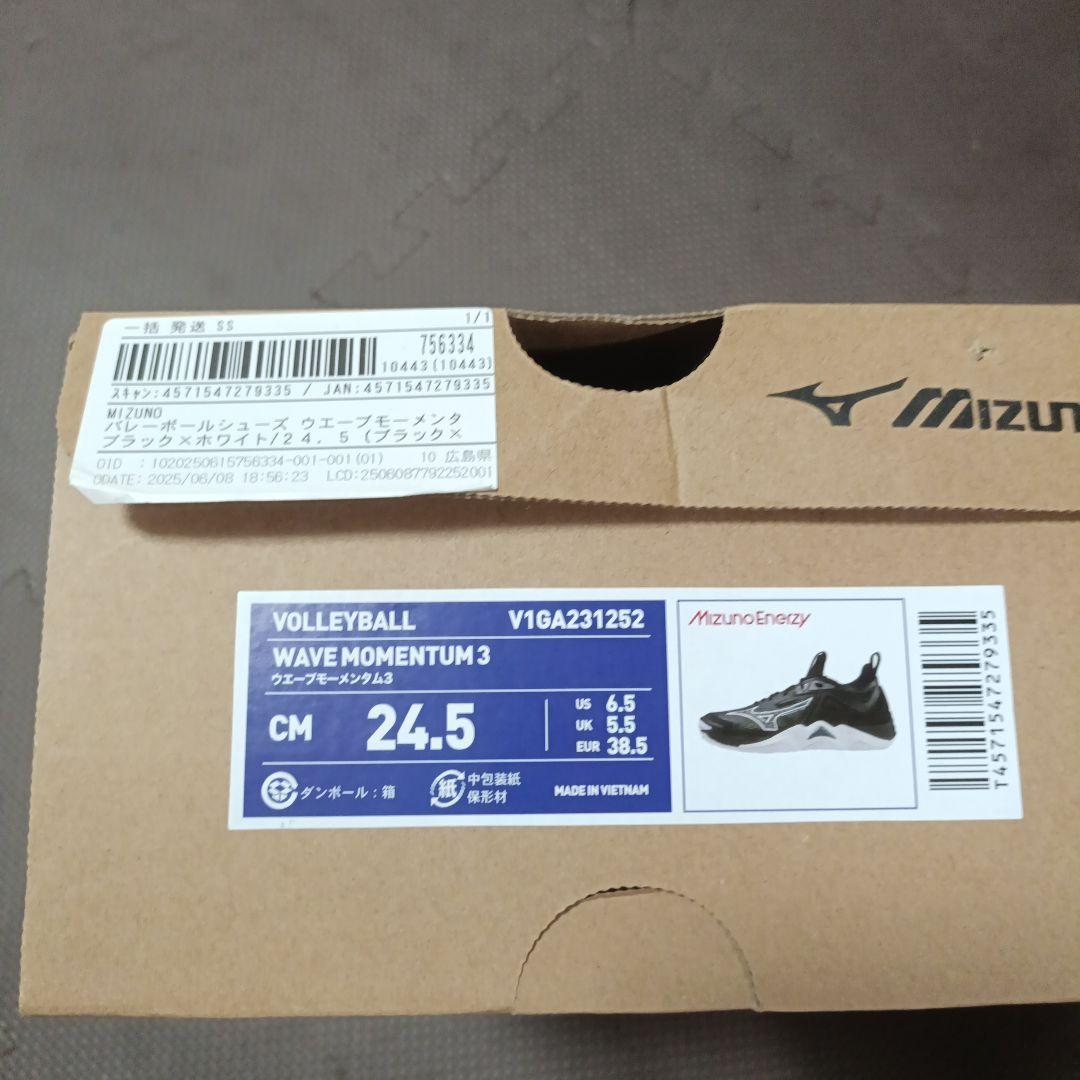 一括 発送 SS 1/1
756334
10443(10443)
スキャン:4571547279335 / JAN:4571547279335
MIZUNO
バレーボールシューズ ウエーブモーメンタ
ブラック×ホワイト/24.5(ブラック×
OID :1020250615756334-001-001(01) 10 広島県
ODATE: 2025/06/08 18:56:23 LCD:2506087792252001
MIZUN
VOLLEYBALL V1GA231252
WAVE MOMENTUM 3
ウエーブモーメンタム3
CM 24.5
US 6.5
UK 5.5
EUR 38.5
ダンボール:箱
紙 中包装紙
保形材
MADE IN VIETNAM
Mizuno Enerzy
T4571547279335